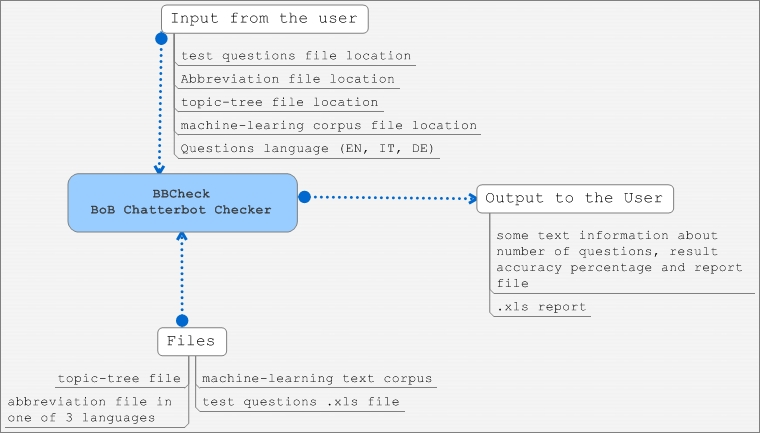 Input from the user
test questions file location
Abbreviation file location
topic-tree file location
machine-learing corpus file location
Questions language (EN, IT, DE)
BBCheck
BoB Chatterbot Checker
Output to the User
some text information about
number of questions, result
accuracy percentage and report
file
.xls report
Files
topic-tree file
machine-learning text corpus
abbreviation file in
one of 3 languages
test questions .xls file